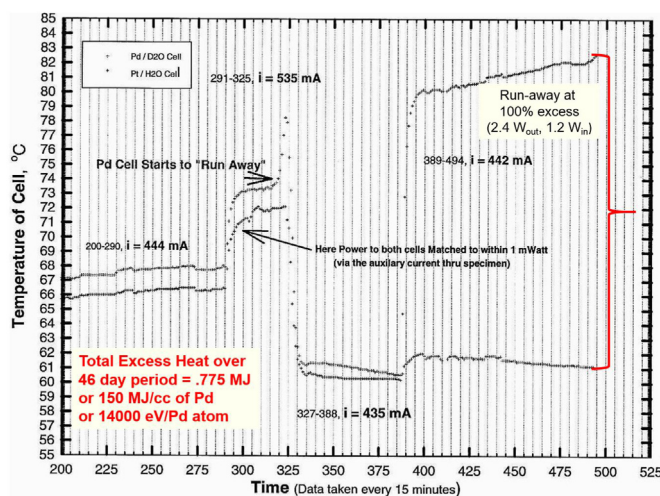 Temperature of Cell, °C
85
84
83
82
81
80
79
78
77
76
75
74
73
72
71
70
69
68
67
66
65
64
63
62
61
60
59
58
57
56
55
Pd / D2O Cell
Pt / H2O Cell
291-325, i = 535 mA
Pd Cell Starts to "Run Away"
200-290, i = 444 mA
Run-away at
100% excess
(2.4 Wout, 1.2 Win)
389-494, i = 442 mA
Here Power to both cells Matched to within 1 mWatt
(via the auxilary current thru specimen)
Total Excess Heat over
46 day period = .775 MJ
or 150 MJ/cc of Pd
or 14000 eV/Pd atom
327-388, i = 435 mA
200 225 250 275 300 325 350 375 400 425 450 475 500 525
Time (Data taken every 15 minutes)